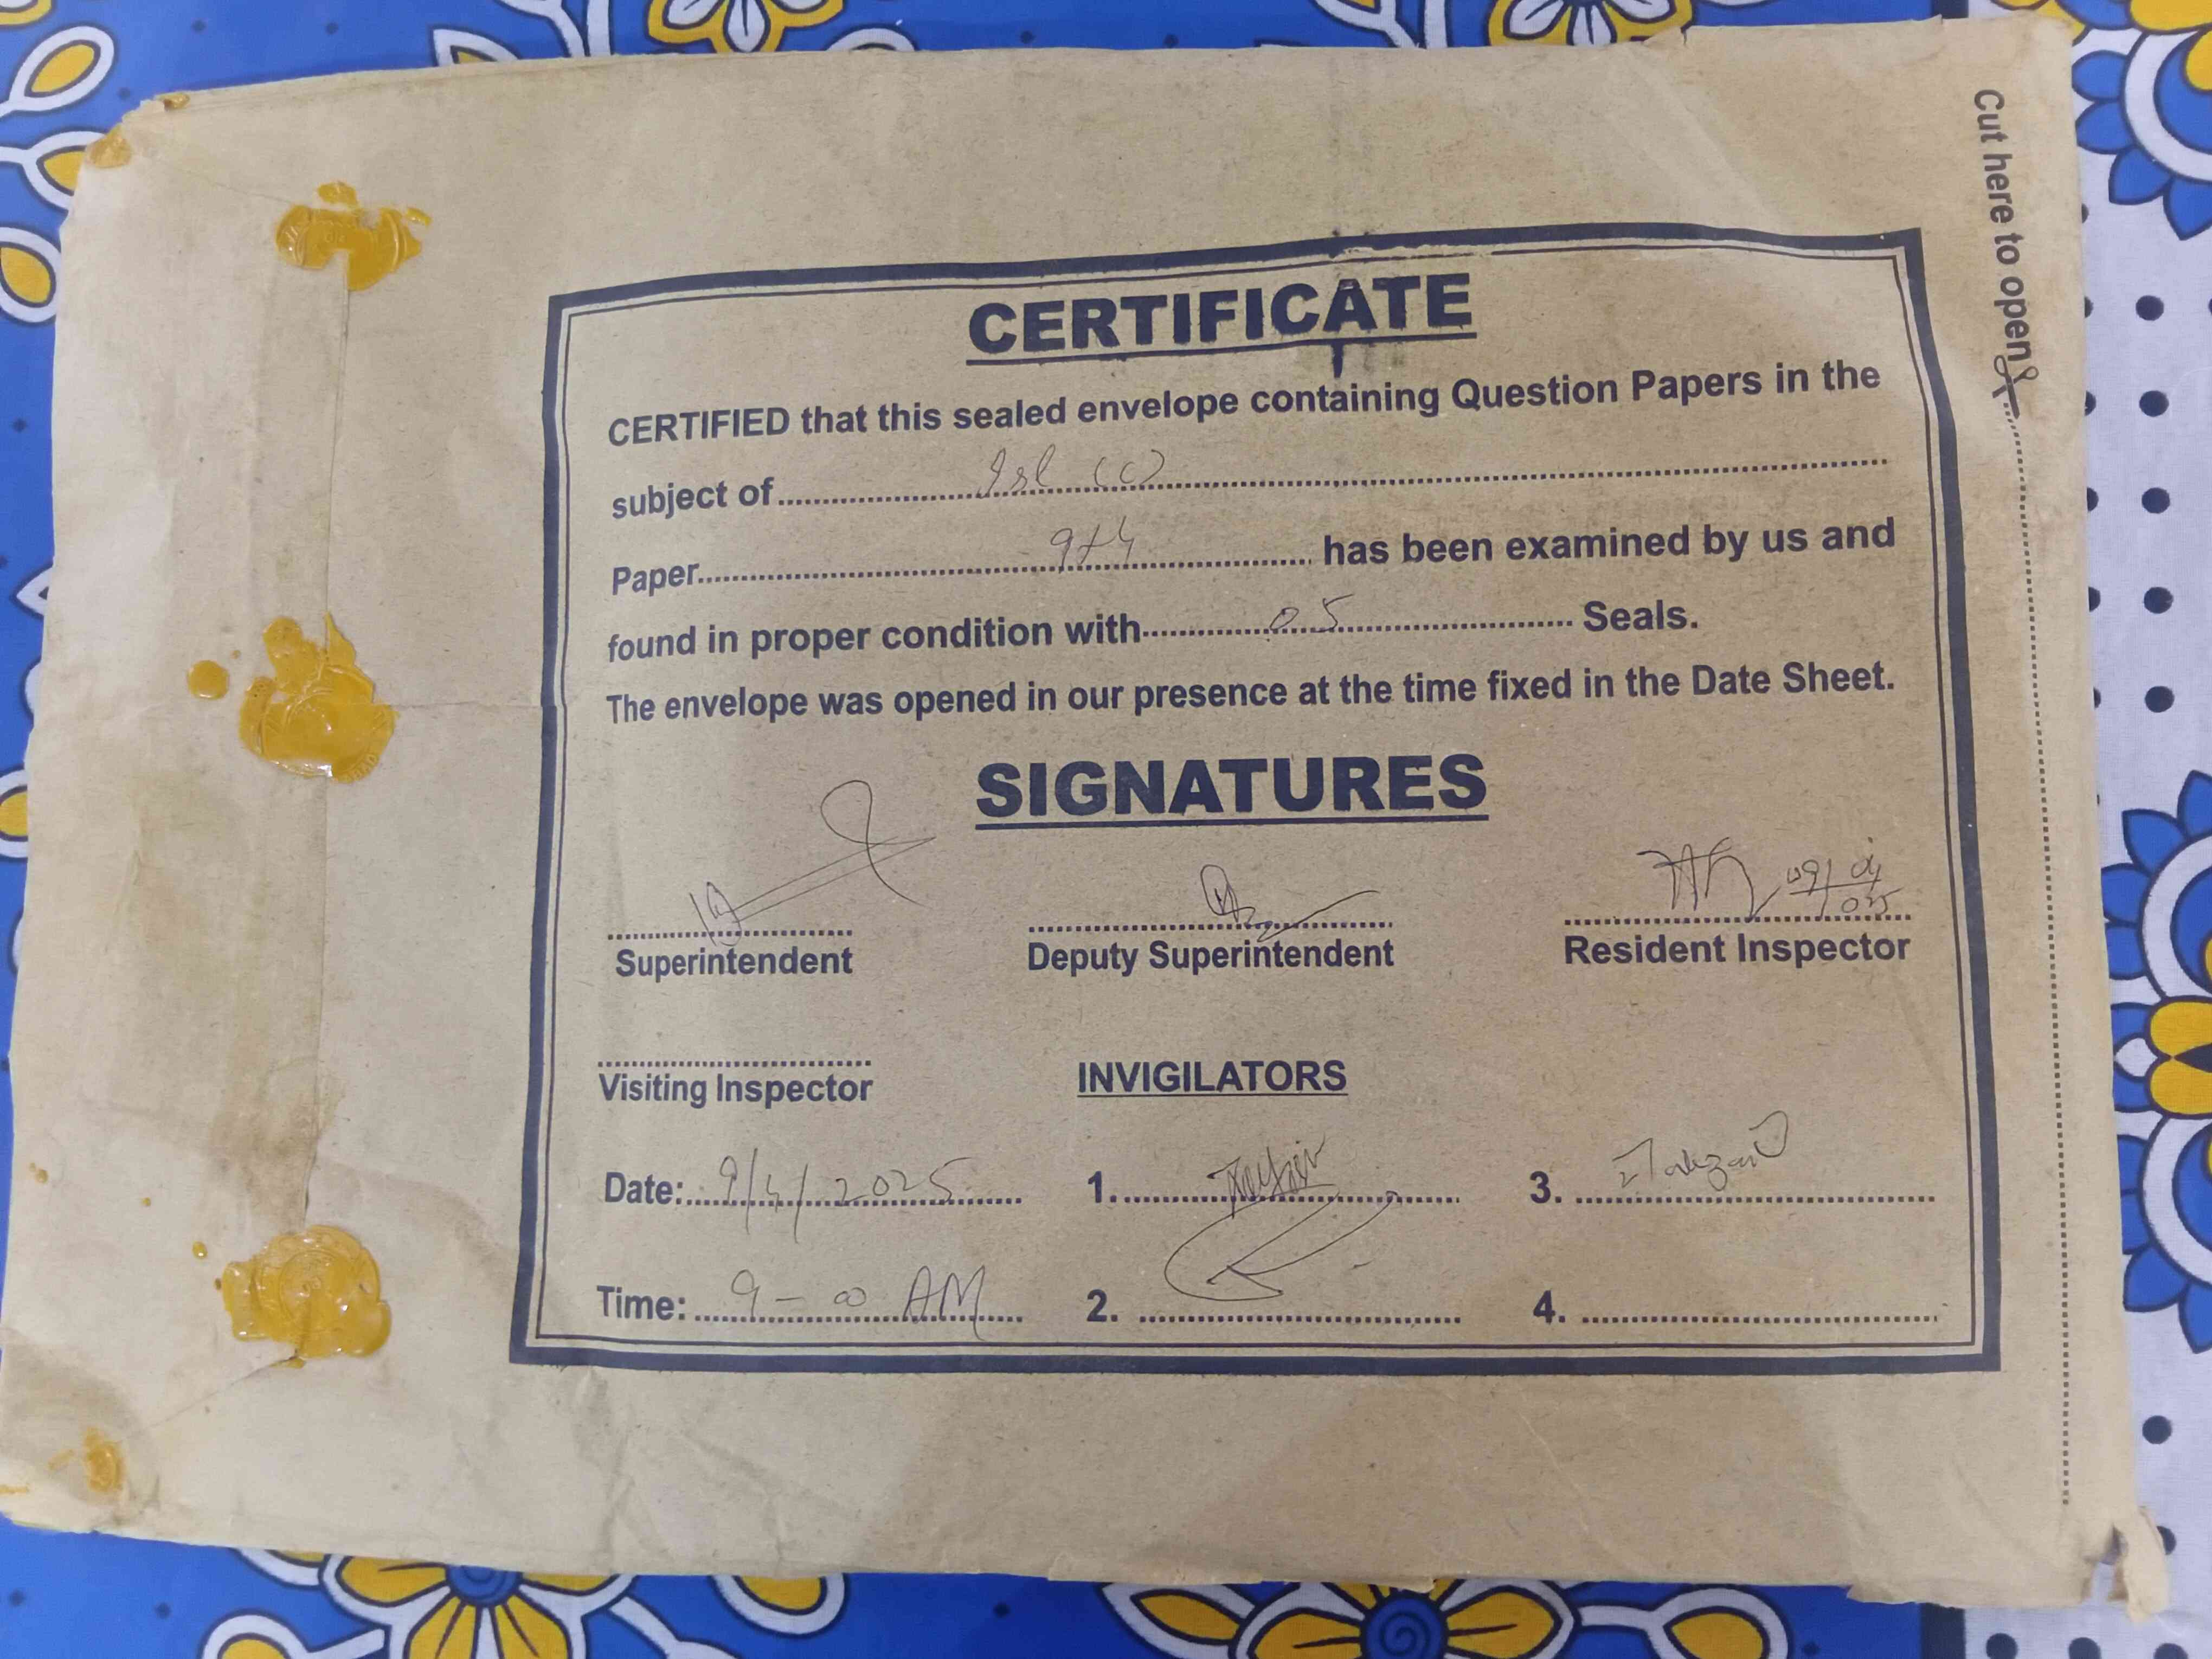 Cut here to open
CERTIFICATE
CERTIFIED that this sealed envelope containing Question Papers in the
subject of Isl (c)
Paper 9th has been examined by us and
found in proper condition with 05 Seals.
The envelope was opened in our presence at the time fixed in the Date Sheet.
SIGNATURES
Superintendent Deputy Superintendent Resident Inspector
Visiting Inspector INVIGILATORS
Date: 9/4/2025 1. 3.
Time: 9-00 AM 2. 4.